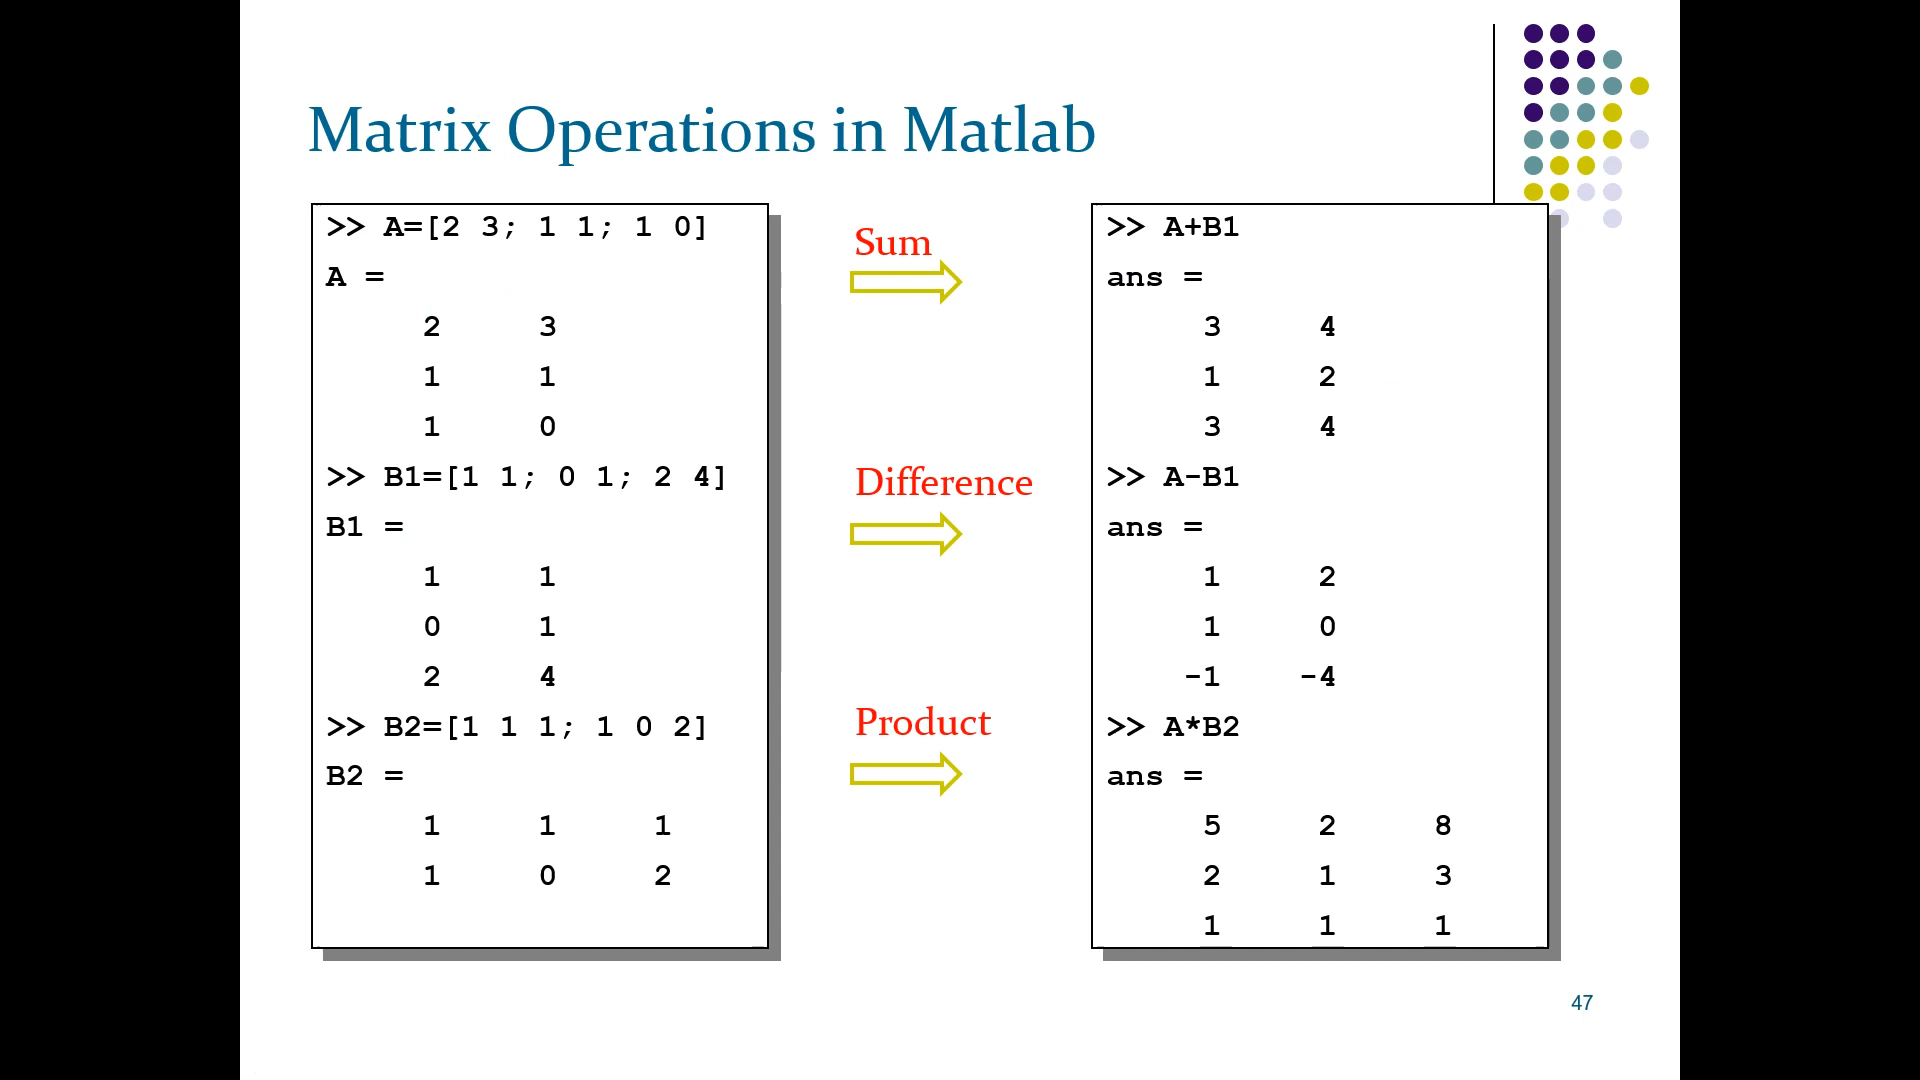 Matrix Operations in Matlab
>> A=[2 3; 1 1; 1 0]
A =
2 3
1 1
1 0
>> B1=[1 1; 0 1; 2 4]
B1 =
1 1
0 1
2 4
>> B2=[1 1 1; 1 0 2]
B2 =
1 1 1
1 0 2
Sum
Difference
Product
>> A+B1
ans =
3 4
1 2
3 4
>> A-B1
ans =
1 2
1 0
-1 -4
>> A*B2
ans =
5 2 8
2 1 3
1 1 1
47